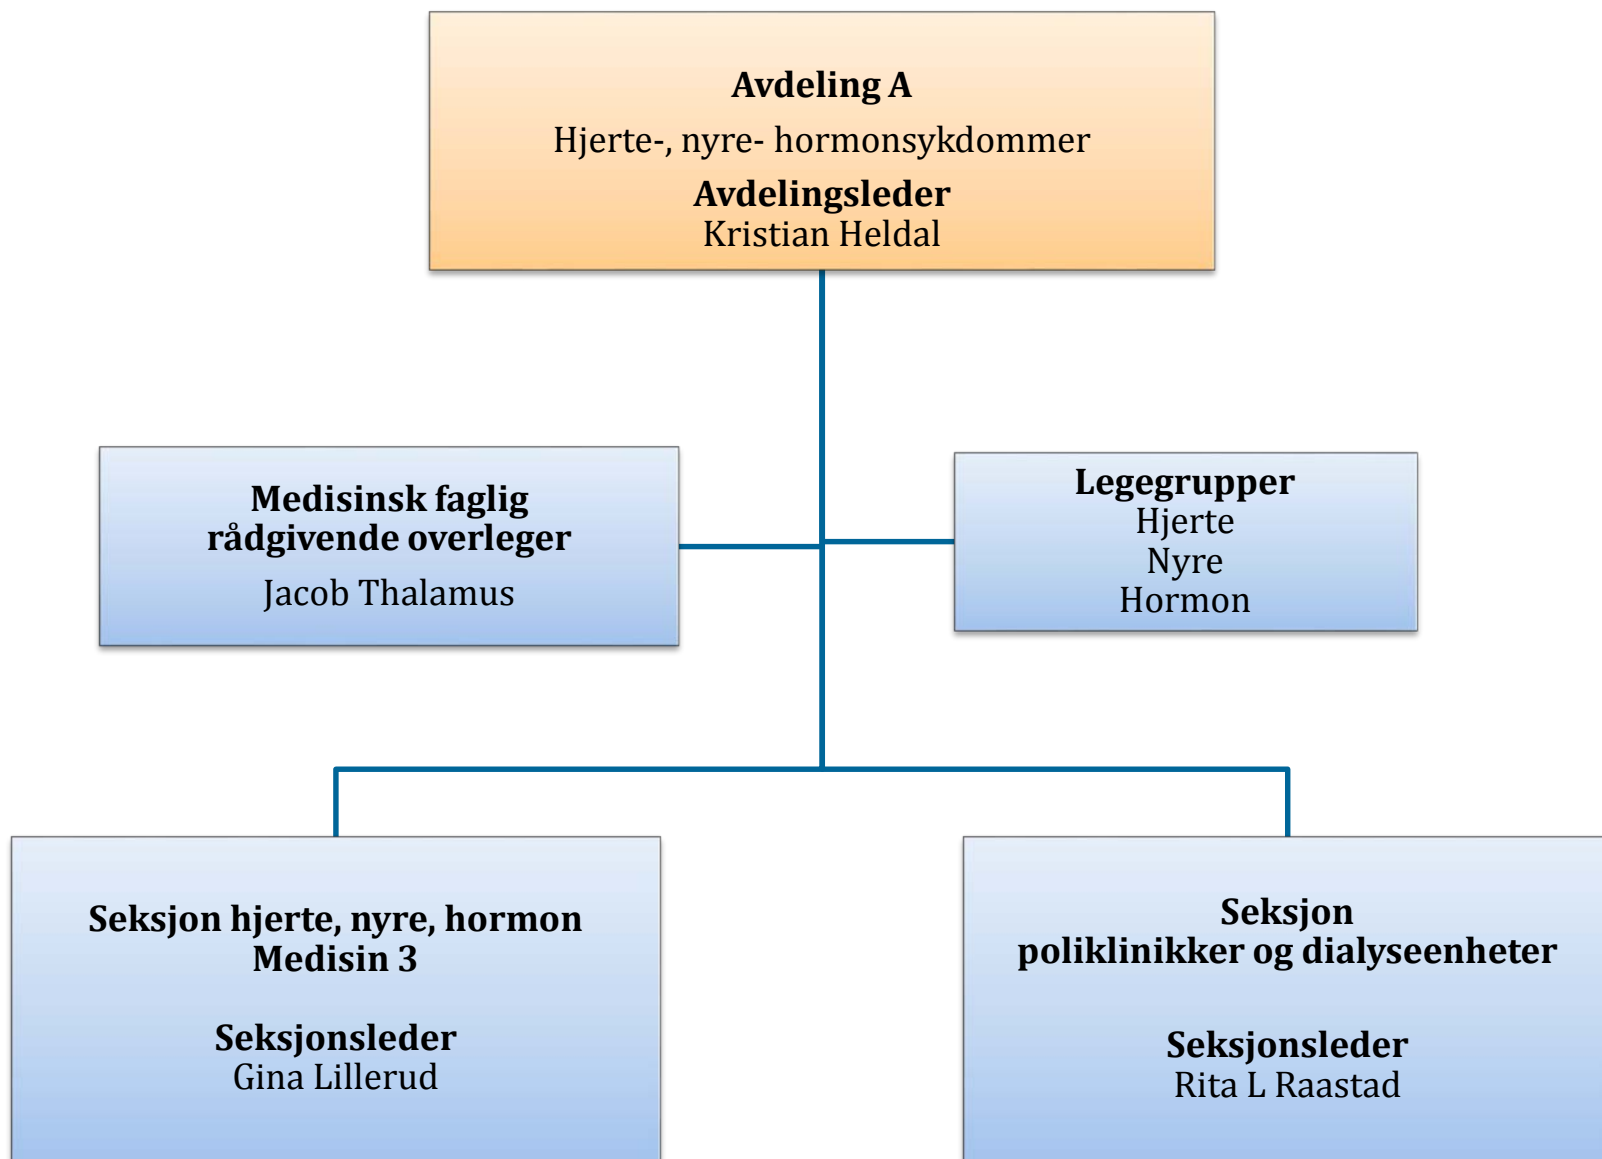 Avdeling A
Hjerte-, nyre- hormonsykdommer
Avdelingsleder
Kristian Heldal
Medisinsk faglig
rådgivende overleger
Jacob Thalamus
Legegrupper
Hjerte
Nyre
Hormon
Seksjon hjerte, nyre, hormon
Medisin 3
Seksjonsleder
Gina Lillerud
Seksjon
poliklinikker og dialyseenheter
Seksjonsleder
Rita L Raastad